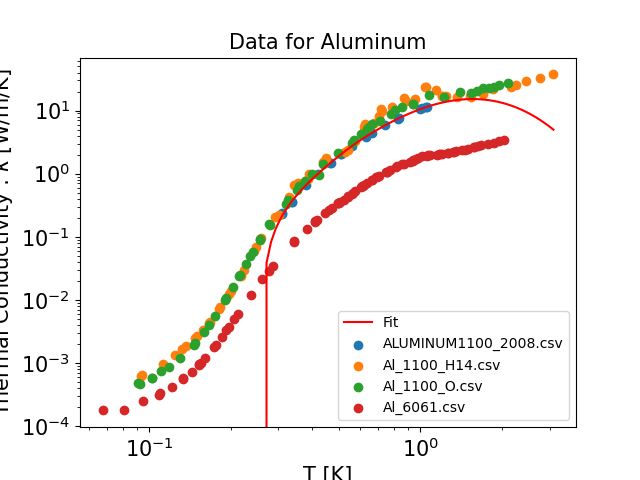 Data for Aluminum
Thermal Conductivity : k [W/m/K]
10¹
10⁰
10⁻¹
10⁻²
10⁻³
10⁻⁴
Fit
ALUMINUM1100_2008.csv
Al_1100_H14.csv
Al_1100_O.csv
Al_6061.csv
10⁻¹ 10⁰
T [K]